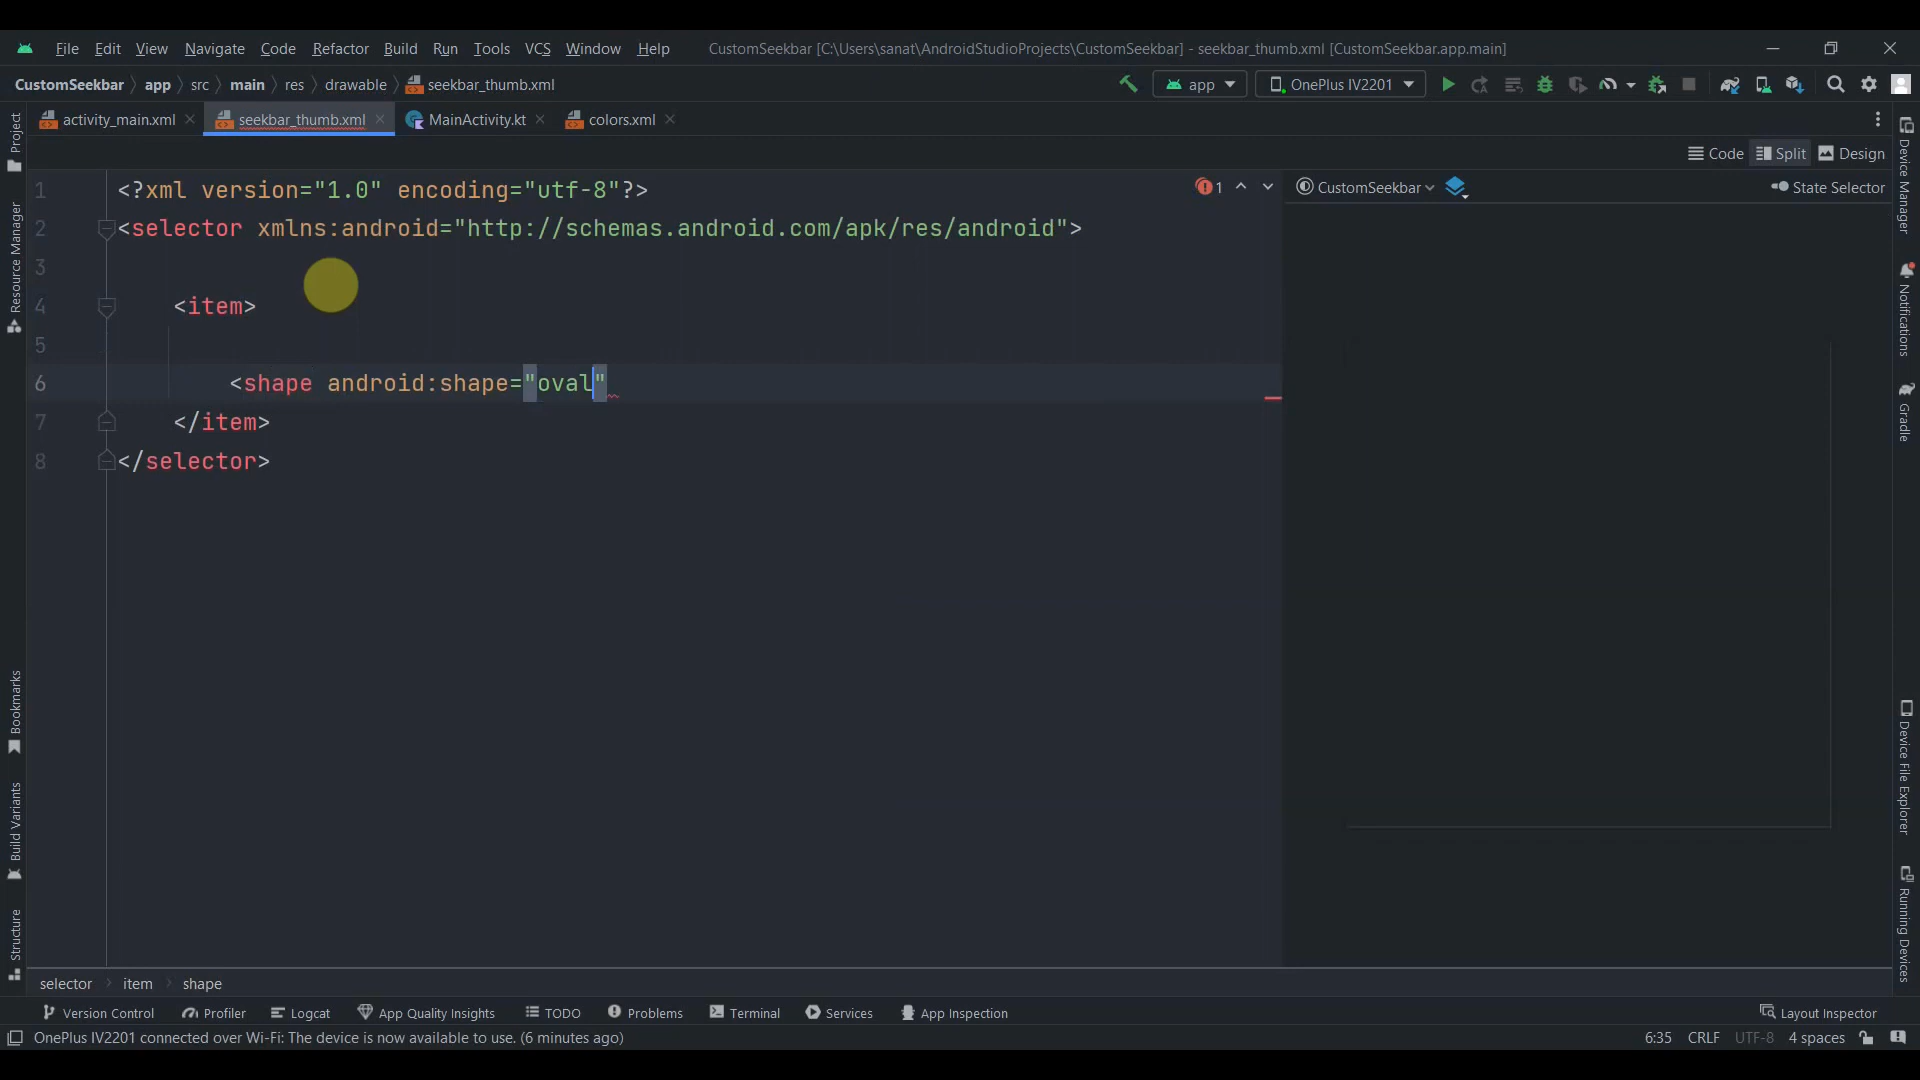 File Edit View Navigate Code Refactor Build Run Tools VCS Window Help CustomSeekbar [C:\Users\sanat\AndroidStudioProjects\CustomSeekbar] - seekbar_thumb.xml [CustomSeekbar.app.main]
CustomSeekbar app src main res drawable seekbar_thumb.xml app OnePlus IV2201
activity_main.xml seekbar_thumb.xml MainActivity.kt colors.xml
Code Split Design
1 <?xml version="1.0" encoding="utf-8"?>
2 <selector xmlns:android="http://schemas.android.com/apk/res/android">
3
4 <item>
5
6 <shape android:shape="oval"
7 </item>
8 </selector>
1
CustomSeekbar State Selector
Project
Resource Manager
Bookmarks
Build Variants
Structure
Device Manager
Notifications
Gradle
Device File Explorer
Running Devices
selector item shape
Version Control Profiler Logcat App Quality Insights TODO Problems Terminal Services App Inspection Layout Inspector
OnePlus IV2201 connected over Wi-Fi: The device is now available to use. (6 minutes ago) 6:35 CRLF UTF-8 4 spaces